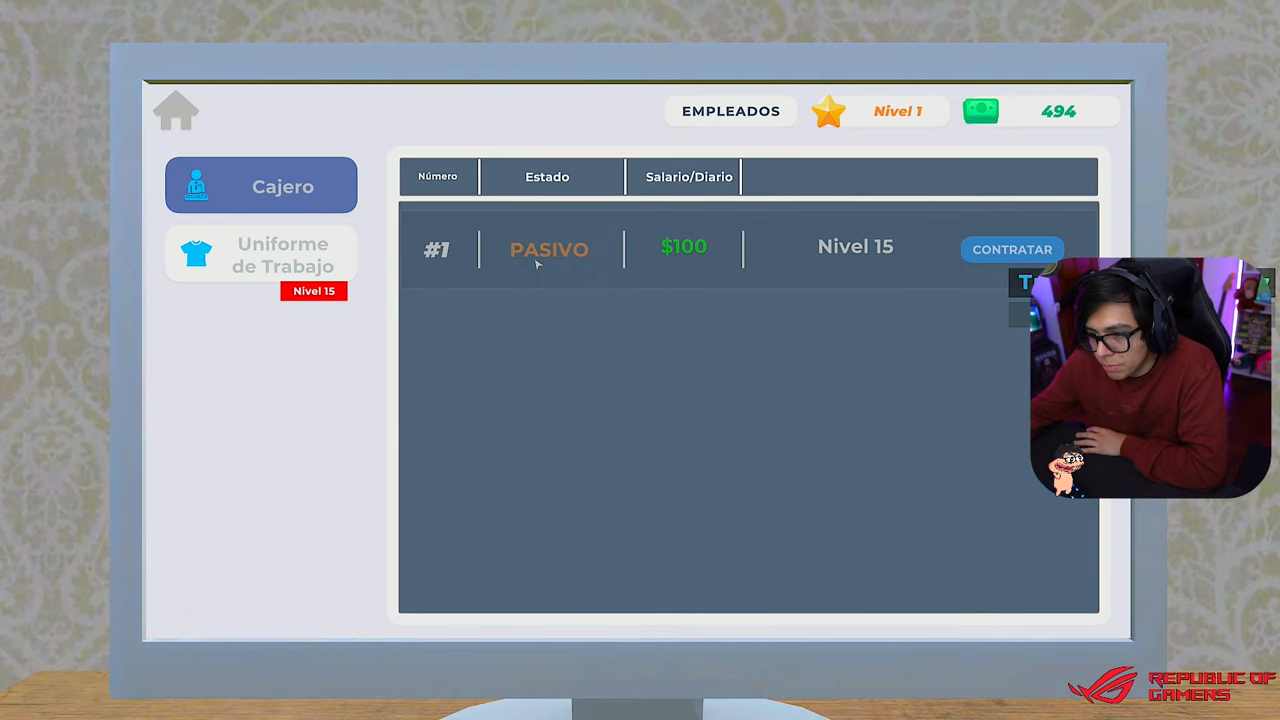 EMPLEADOS
Nivel 1
494
Cajero
Uniforme
de Trabajo
Nivel 15
Número
Estado
Salario/Diario
#1
PASIVO
$100
Nivel 15
CONTRATAR
T
REPUBLIC OF
GAMERS